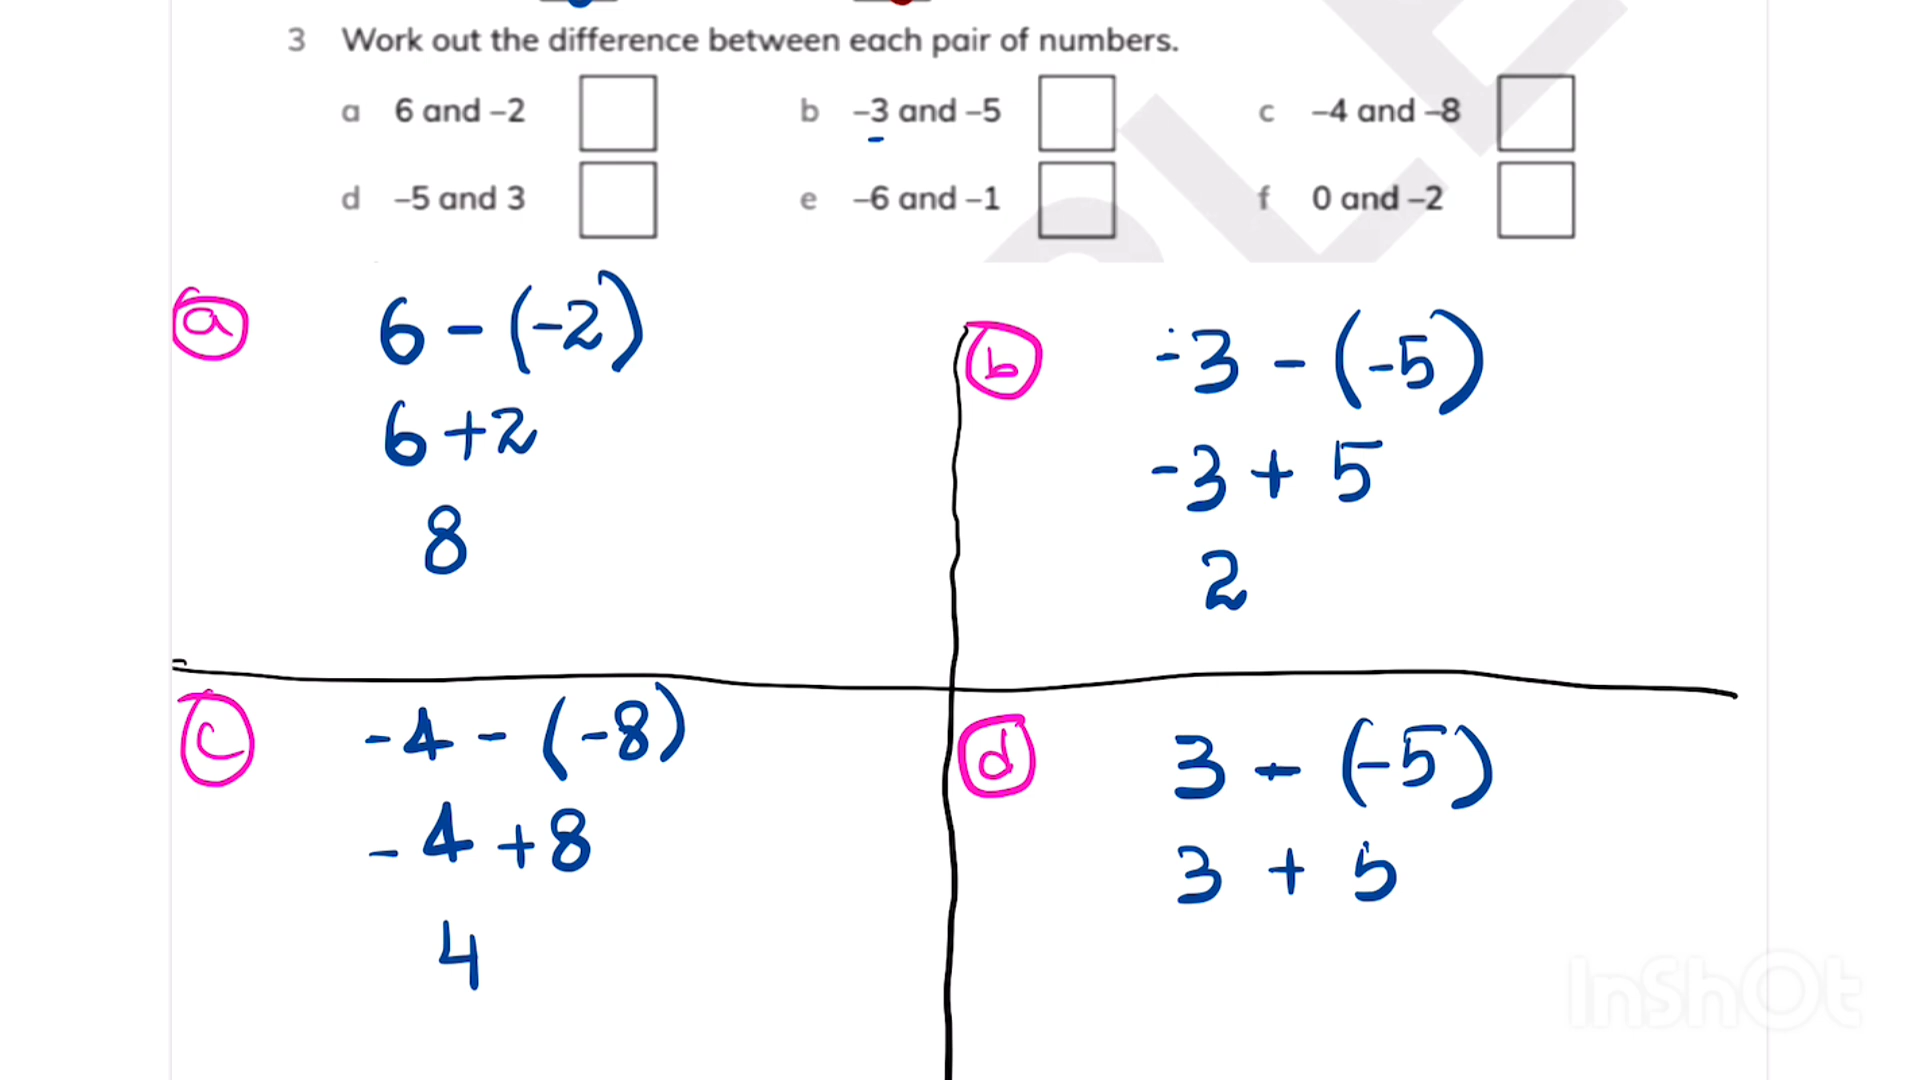 3 Work out the difference between each pair of numbers.
a 6 and –2 b –3 and –5 c –4 and –8
d –5 and 3 e –6 and –1 f 0 and –2
a 6 - (-2)
6 + 2
8
b -3 - (-5)
-3 + 5
2
c -4 - (-8)
-4 + 8
4
d 3 - (-5)
3 + 5
InShOt